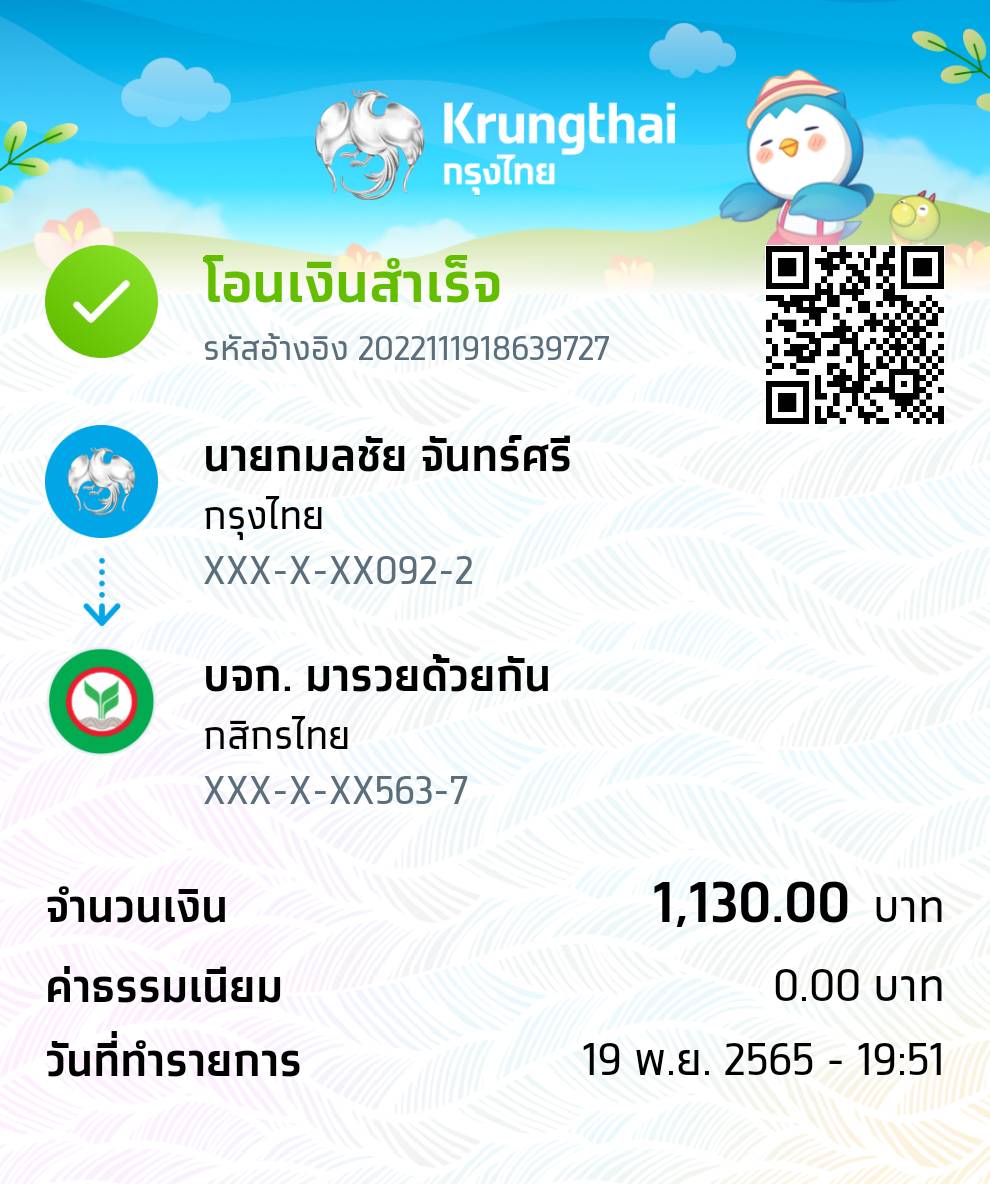 Krungthai
กรุงไทย
โอนเงินสำเร็จ
รหัสอ้างอิง 2022111918639727
นายกมลชัย จันทร์ศรี
กรุงไทย
XXX-X-XX092-2
บจก. มารวยด้วยกัน
กสิกรไทย
XXX-X-XX563-7
จำนวนเงิน 1,130.00 บาท
ค่าธรรมเนียม 0.00 บาท
วันที่ทำรายการ 19 พ.ย. 2565 - 19:51